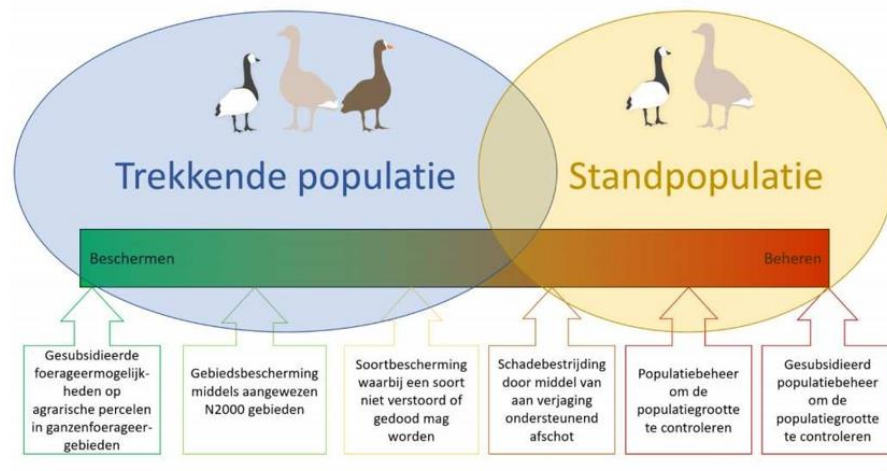 Trekkende populatie
Standpopulatie
Beschermen
Beheren
Gesubsidieerde
foerageermogelijk-
heden op
agrarische percelen
in ganzenfoerageer-
gebieden
Gebiedsbescherming
middels aangewezen
N2000 gebieden
Soortbescherming
waarbij een soort
niet verstoord of
gedood mag
worden
Schadebestrijding
door middel van
aan verjaging
ondersteunend
afschot
Populatiebeheer
om de
populatiegrootte
te controleren
Gesubsidieerd
populatiebeheer
om de
populatiegrootte
te controleren